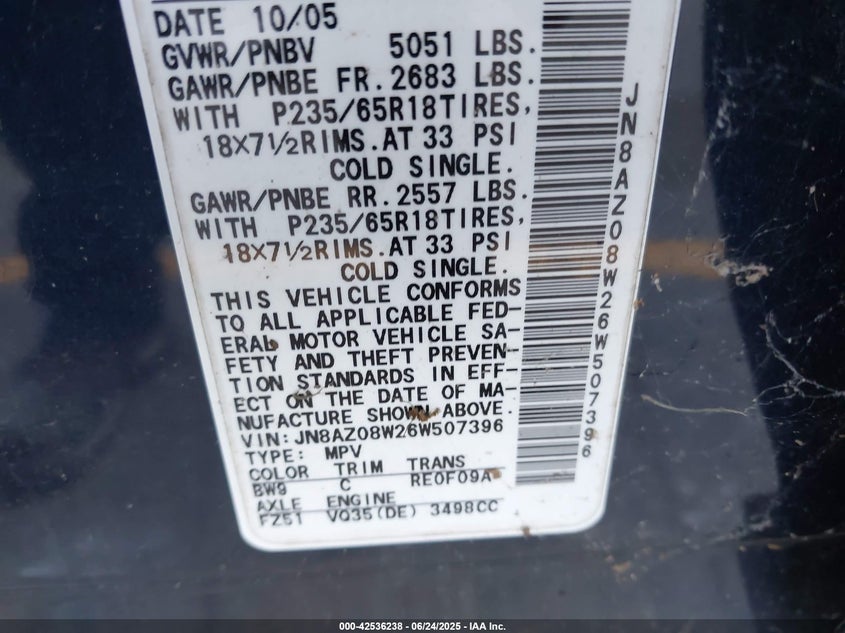 DATE 10/05
GVWR/PNBV 5051 LBS.
GAWR/PNBE FR. 2683 LBS.
WITH P235/65R18TIRES,
18X7½RIMS.AT 33 PSI
COLD SINGLE.
GAWR/PNBE RR. 2557 LBS.
WITH P235/65R18TIRES,
18X7½RIMS.AT 33 PSI
COLD SINGLE.
THIS VEHICLE CONFORMS
TO ALL APPLICABLE FED-
ERAL MOTOR VEHICLE SA-
FETY AND THEFT PREVEN-
TION STANDARDS IN EFF-
ECT ON THE DATE OF MA-
NUFACTURE SHOWN ABOVE.
VIN:JN8AZ08W26W507396
TYPE: MPV
COLOR TRIM TRANS
BW9 C RE0F09A
AXLE ENGINE
FZ51 VQ35(DE) 3498CC
JN8AZ08W26W507396
000-42536238 - 06/24/2025 - IAA Inc.